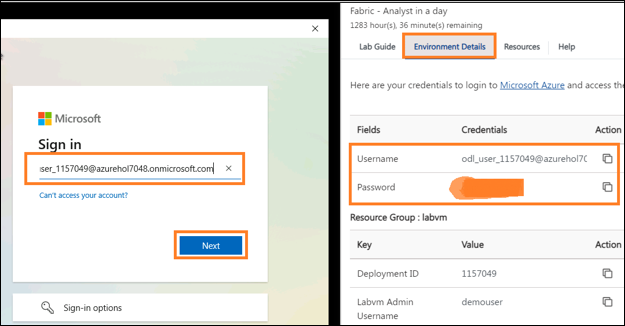 Microsoft
Sign in
user_1157049@azurehol7048.onmicrosoft.com
Can't access your account?
Next
Sign-in options
Fabric - Analyst in a day
1283 hour(s), 36 minute(s) remaining
Lab Guide Environment Details Resources Help
Here are your credentials to login to Microsoft Azure and access the
Fields Credentials Action
Username odl_user_1157049@azurehol70
Password
Resource Group : labvm
Key Value Action
Deployment ID 1157049
Labvm Admin Username demouser